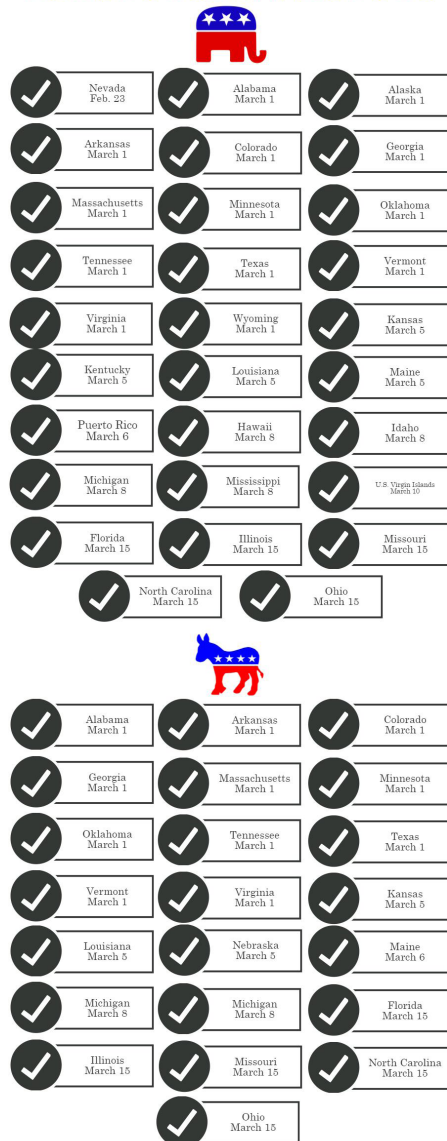 Nevada
Feb. 23
Alabama
March 1
Alaska
March 1
Arkansas
March 1
Colorado
March 1
Georgia
March 1
Massachusetts
March 1
Minnesota
March 1
Oklahoma
March 1
Tennessee
March 1
Texas
March 1
Vermont
March 1
Virginia
March 1
Wyoming
March 1
Kansas
March 5
Kentucky
March 5
Louisiana
March 5
Maine
March 5
Puerto Rico
March 6
Hawaii
March 8
Idaho
March 8
Michigan
March 8
Mississippi
March 8
U.S. Virgin Islands
March 10
Florida
March 15
Illinois
March 15
Missouri
March 15
North Carolina
March 15
Ohio
March 15
Alabama
March 1
Arkansas
March 1
Colorado
March 1
Georgia
March 1
Massachusetts
March 1
Minnesota
March 1
Oklahoma
March 1
Tennessee
March 1
Texas
March 1
Vermont
March 1
Virginia
March 1
Kansas
March 5
Louisiana
March 5
Nebraska
March 5
Maine
March 6
Michigan
March 8
Michigan
March 8
Florida
March 15
Illinois
March 15
Missouri
March 15
North Carolina
March 15
Ohio
March 15